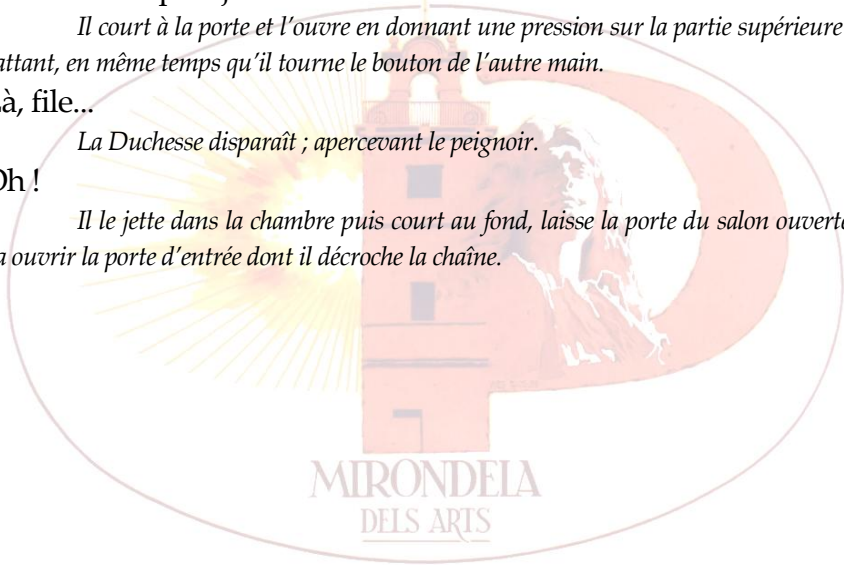 Il court à la porte et l’ouvre en donnant une pression sur la partie supérieure
attant, en même temps qu’il tourne le bouton de l’autre main.
à, file...
La Duchesse disparaît ; apercevant le peignoir.
Oh !
Il le jette dans la chambre puis court au fond, laisse la porte du salon ouverte
a ouvrir la porte d’entrée dont il décroche la chaîne.
MIRONDELA
DELS ARTS